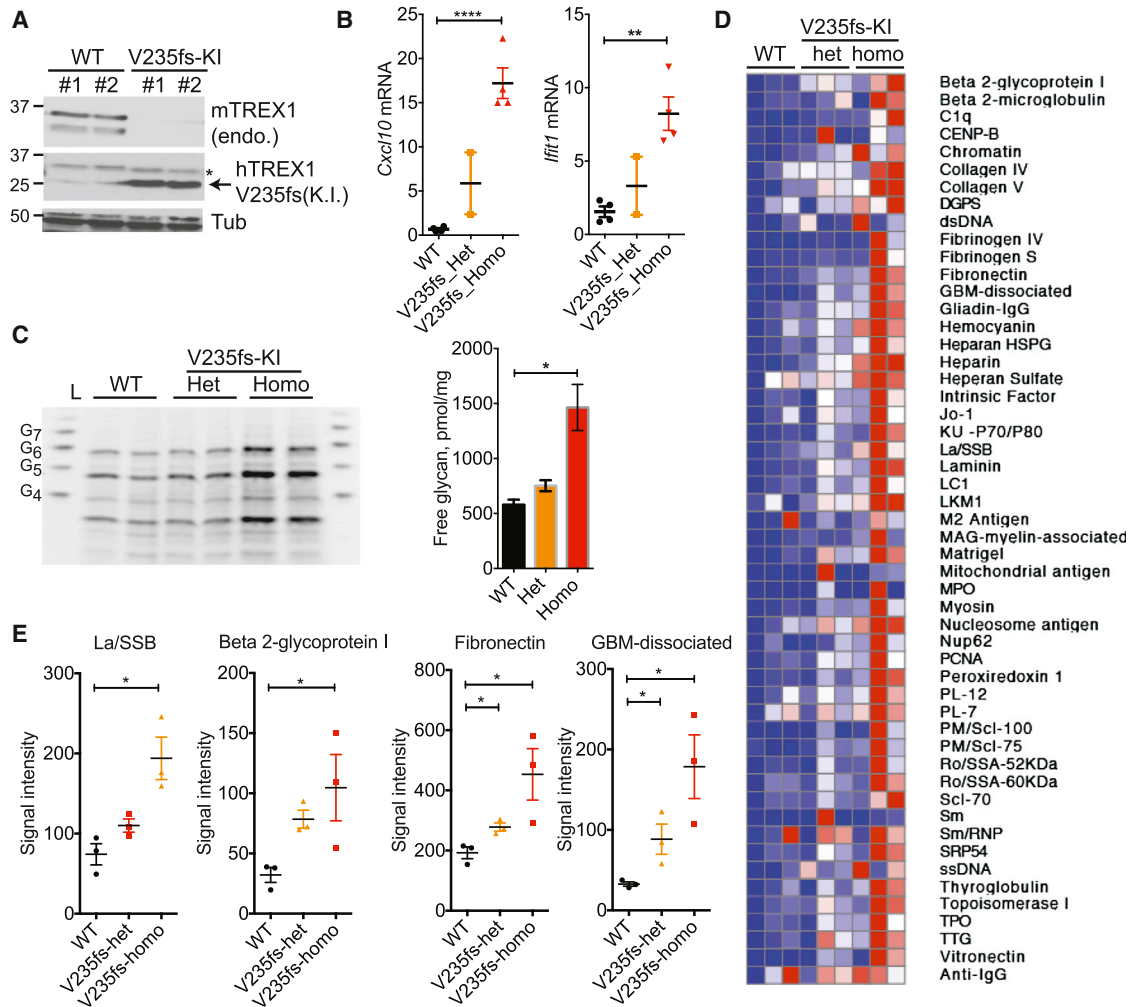 A
WT
V235fs-KI
#1 #2 #1 #2
37
mTREX1
(endo.)
37
hTREX1
*
25
V235fs(K.I.)
50
Tub
B
****
Cxcl10 mRNA
25
20
15
10
5
0
WT
V235fs_Het
V235fs_Homo
**
Ifit1 mRNA
15
10
5
0
WT
V235fs_Het
V235fs_Homo
C
V235fs-KI
L
WT
Het
Homo
G7
G6
G5
G4
Free glycan, pmol/mg
2000
1500
1000
500
0
*
WT
Het
Homo
D
V235fs-KI
WT
het
homo
Beta 2-glycoprotein I
Beta 2-microglobulin
C1q
CENP-B
Chromatin
Collagen IV
Collagen V
DGPS
dsDNA
Fibrinogen IV
Fibrinogen S
Fibronectin
GBM-dissociated
Gliadin-IgG
Hemocyanin
Heparan HSPG
Heparin
Heperan Sulfate
Intrinsic Factor
Jo-1
KU -P70/P80
La/SSB
Laminin
LC1
LKM1
M2 Antigen
MAG-myelin-associated
Matrigel
Mitochondrial antigen
MPO
Myosin
Nucleosome antigen
Nup62
PCNA
Peroxiredoxin 1
PL-12
PL-7
PM/Scl-100
PM/Scl-75
Ro/SSA-52KDa
Ro/SSA-60KDa
Scl-70
Sm
Sm/RNP
SRP54
ssDNA
Thyroglobulin
Topoisomerase I
TPO
TTG
Vitronectin
Anti-IgG
E
La/SSB
Signal intensity
300
200
100
0
*
WT
V235fs-het
V235fs-homo
Beta 2-glycoprotein I
Signal intensity
200
150
100
50
0
*
WT
V235fs-het
V235fs-homo
Fibronectin
Signal intensity
800
600
400
200
0
*
*
WT
V235fs-het
V235fs-homo
GBM-dissociated
Signal intensity
300
200
100
0
*
*
WT
V235fs-het
V235fs-homo